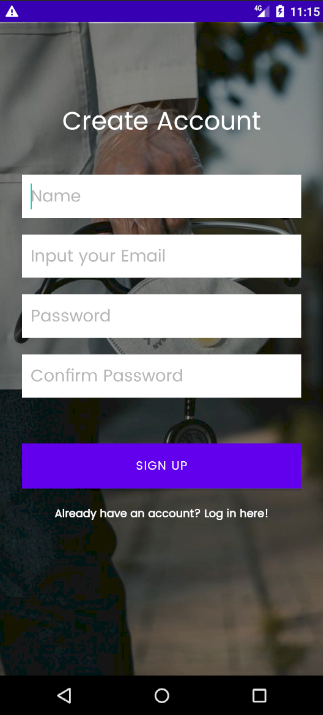 4G 11:15
Create Account
Name
Input your Email
Password
Confirm Password
SIGN UP
Already have an account? Log in here!